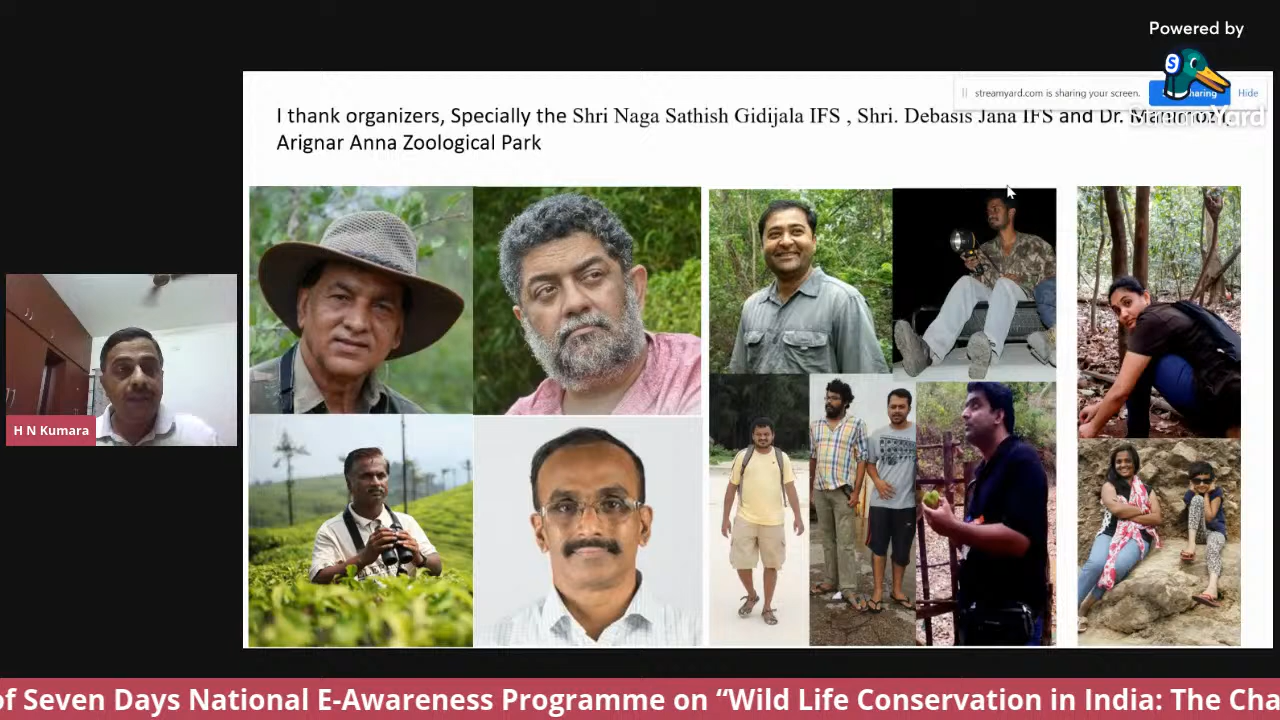 Powered by
streamyard.com is sharing your screen.
Hide
I thank organizers, Specially the Shri Naga Sathish Gidijala IFS , Shri. Debasis Jana IFS and Dr.
Arignar Anna Zoological Park
H N Kumara
of Seven Days National E-Awareness Programme on “Wild Life Conservation in India: The Cha